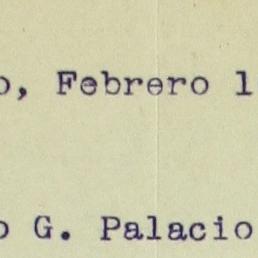 o, Febrero 1
o G. Palacio